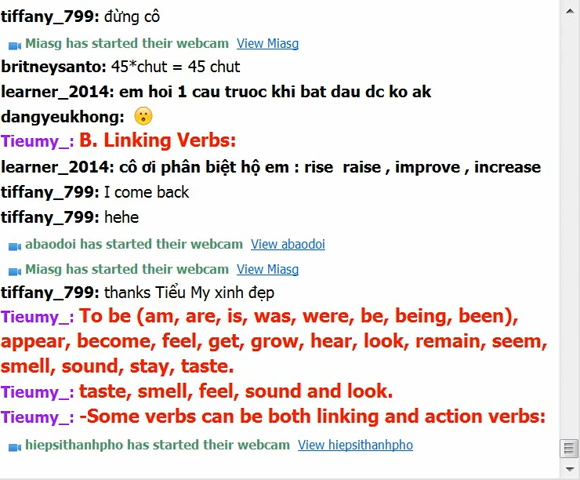 tiffany_799: đừng cô
Miasg has started their webcam View Miasg
britneysanto: 45*chut = 45 chut
learner_2014: em hoi 1 cau truoc khi bat dau dc ko ak
dangyeukhong: 😮
Tieumy_: B. Linking Verbs:
learner_2014: cô ơi phân biệt hộ em : rise raise , improve , increase
tiffany_799: I come back
tiffany_799: hehe
abaodoi has started their webcam View abaodoi
Miasg has started their webcam View Miasg
tiffany_799: thanks Tiểu My xinh đẹp
Tieumy_: To be (am, are, is, was, were, be, being, been),
appear, become, feel, get, grow, hear, look, remain, seem,
smell, sound, stay, taste.
Tieumy_: taste, smell, feel, sound and look.
Tieumy_: -Some verbs can be both linking and action verbs:
hiepsithanhpho has started their webcam View hiepsithanhpho